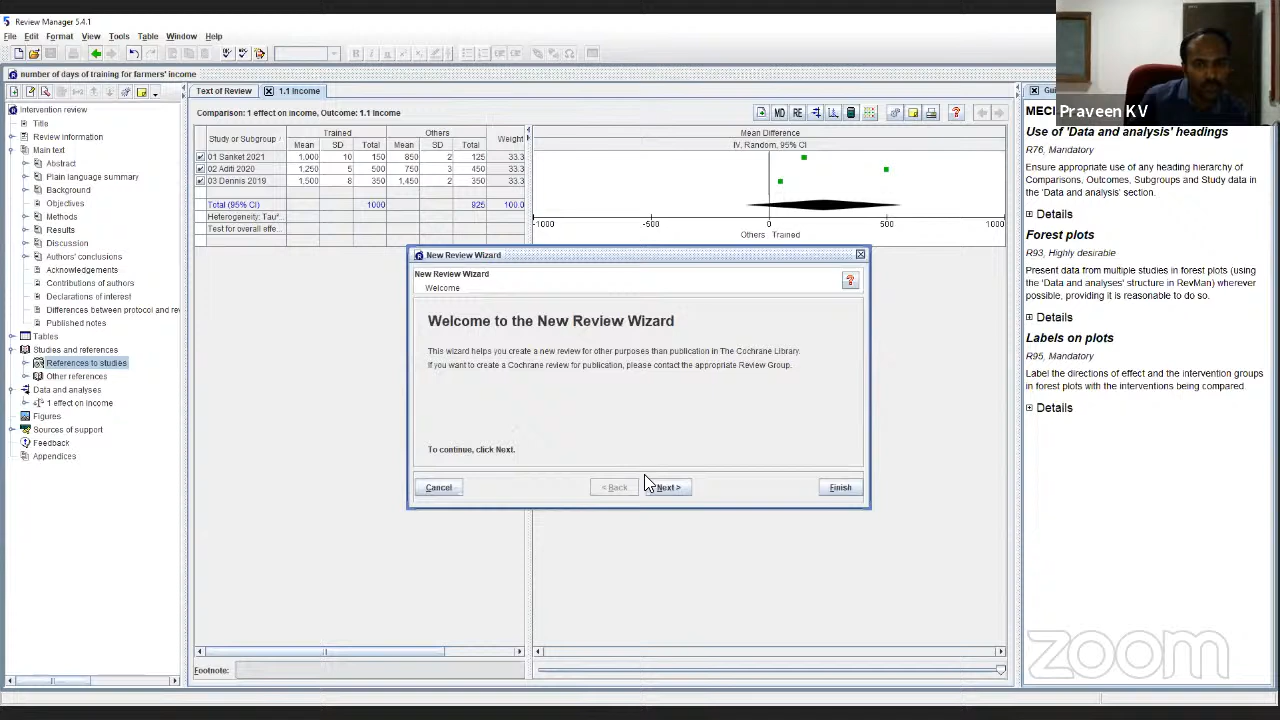 Review Manager 5.4.1
File Edit Format View Tools Table Window Help
number of days of training for farmers' income
Intervention review
Title
Review information
Main text
Abstract
Plain language summary
Background
Objectives
Methods
Results
Discussion
Authors' conclusions
Acknowledgements
Contributions of authors
Declarations of interest
Differences between protocol and rev
Published notes
Tables
Studies and references
References to studies
Other references
Data and analyses
1 effect on income
Figures
Sources of support
Feedback
Appendices
Text of Review 1.1 Income
Comparison: 1 effect on income, Outcome: 1.1 Income
MD RE
Study or Subgroup Trained Others Weight
Mean SD Total Mean SD Total
01 Sanket 2021 1.000 10 150 850 2 125 33.3
02 Aditi 2020 1.250 5 500 750 3 450 33.3
03 Dennis 2019 1,500 8 350 1,450 2 350 33.3
Total (95% CI) 1000 925 100.0
Heterogeneity: Tau²...
Test for overall effe...
Mean Difference
IV, Random, 95% CI
-1000 -500 0 500 1000
Others Trained
New Review Wizard
New Review Wizard
Welcome
Welcome to the New Review Wizard
This wizard helps you create a new review for other purposes than publication in The Cochrane Library.
If you want to create a Cochrane review for publication, please contact the appropriate Review Group.
To continue, click Next.
Cancel < Back Next > Finish
Footnote:
Praveen KV
Use of 'Data and analysis' headings
R76, Mandatory
Ensure appropriate use of any heading hierarchy of
Comparisons, Outcomes, Subgroups and Study data in
the 'Data and analysis' section.
Details
Forest plots
R93, Highly desirable
Present data from multiple studies in forest plots (using
the 'Data and analyses' structure in RevMan) wherever
possible, providing it is reasonable to do so.
Details
Labels on plots
R95, Mandatory
Label the directions of effect and the intervention groups
in forest plots with the interventions being compared.
Details
zoom